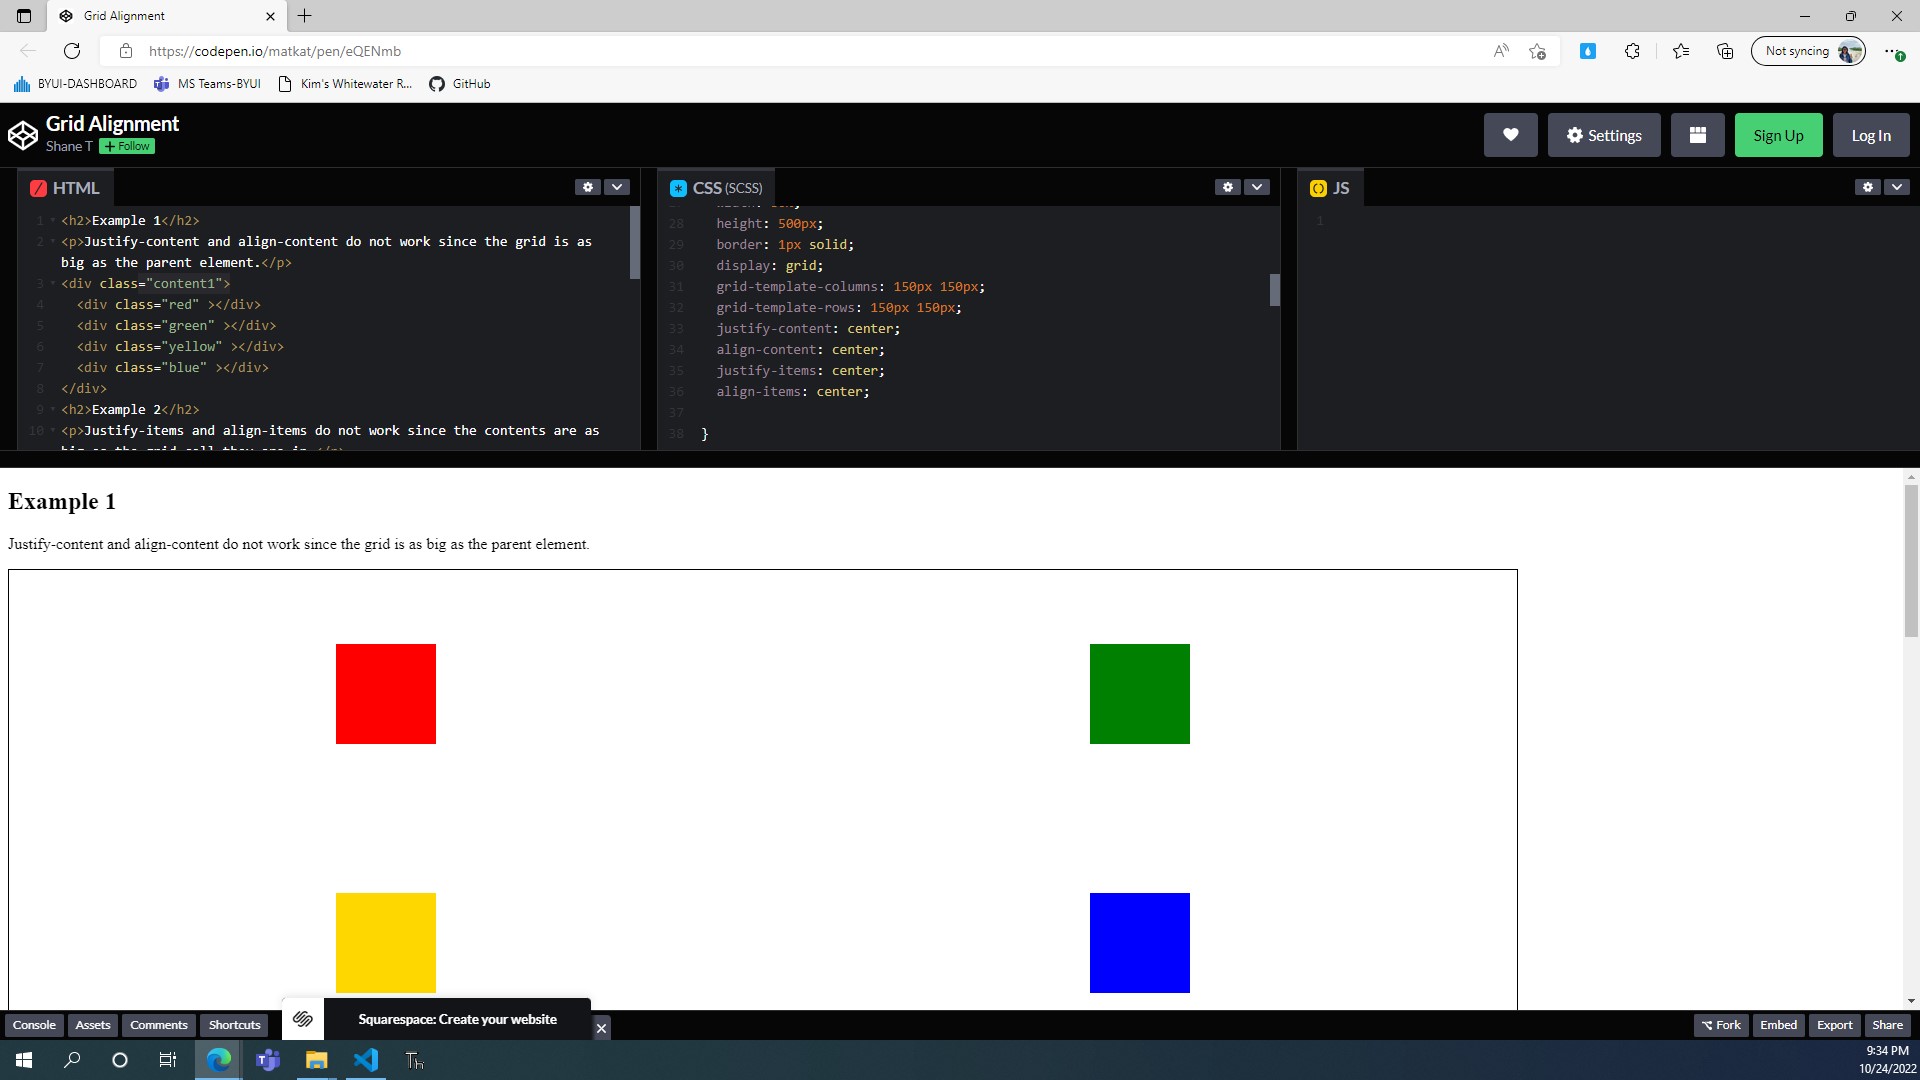 Grid Alignment
https://codepen.io/matkat/pen/eQENmb
Not syncing
BYUI-DASHBOARD
MS Teams-BYUI
Kim's Whitewater R...
GitHub
Grid Alignment
Shane T
+ Follow
Settings
Sign Up
Log In
HTML
1 <h2>Example 1</h2>
2 <p>Justify-content and align-content do not work since the grid is as
big as the parent element.</p>
3 <div class="content1">
4 <div class="red" ></div>
5 <div class="green" ></div>
6 <div class="yellow" ></div>
7 <div class="blue" ></div>
8 </div>
9 <h2>Example 2</h2>
10 <p>Justify-items and align-items do not work since the contents are as
CSS (SCSS)
28 height: 500px;
29 border: 1px solid;
30 display: grid;
31 grid-template-columns: 150px 150px;
32 grid-template-rows: 150px 150px;
33 justify-content: center;
34 align-content: center;
35 justify-items: center;
36 align-items: center;
37
38 }
JS
1
Example 1
Justify-content and align-content do not work since the grid is as big as the parent element.
Console
Assets
Comments
Shortcuts
Squarespace: Create your website
Fork
Embed
Export
Share
9:34 PM
10/24/2022